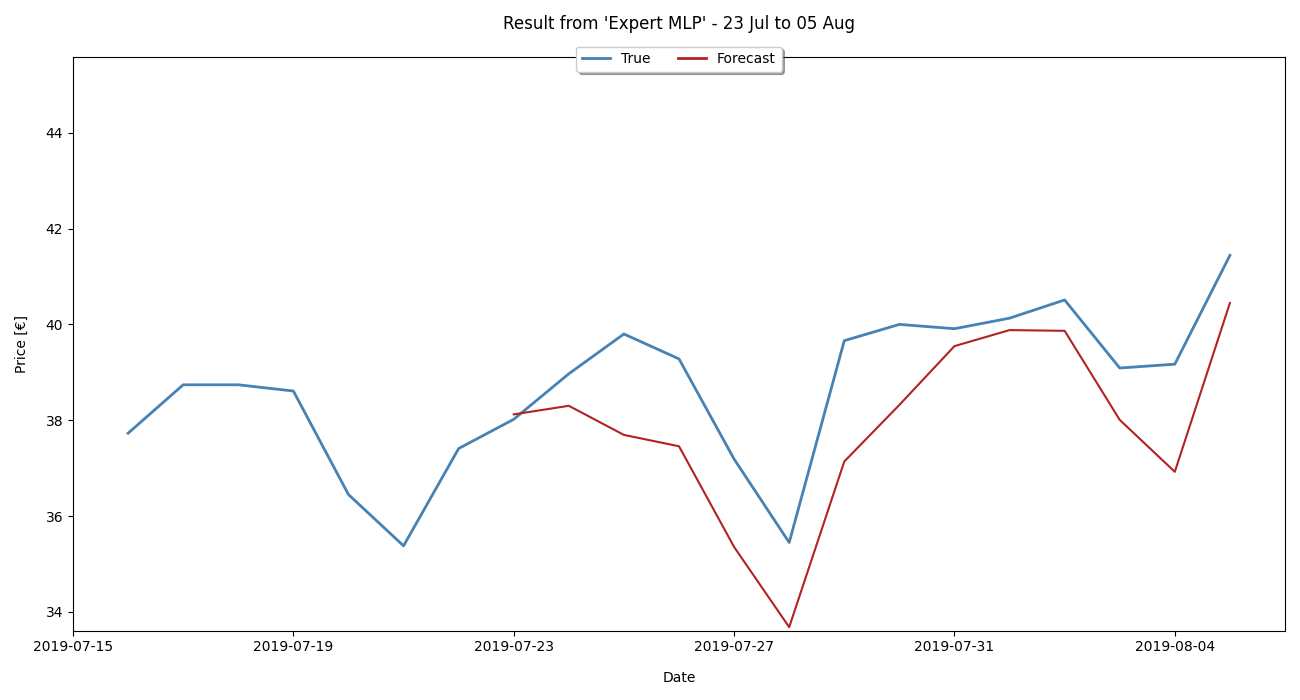 Result from 'Expert MLP' - 23 Jul to 05 Aug
True Forecast
44
42
40
38
36
34
Price [€]
2019-07-15 2019-07-19 2019-07-23 2019-07-27 2019-07-31 2019-08-04
Date